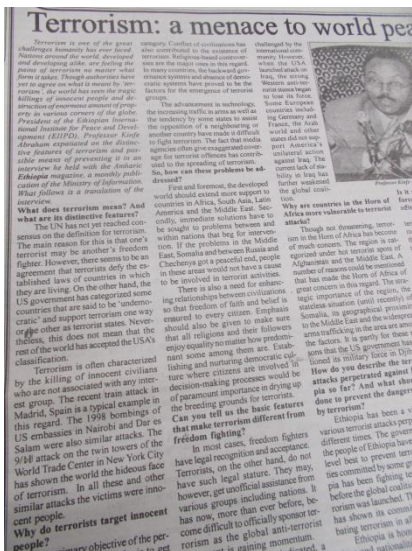 Terrorism: a menace to world pea
Terrorism is one of the great
challenges humanity has ever faced.
Nations around the world, developed
and developing alike, are feeling the
pains of terrorism no matter what
form it takes. Though authorities have
yet to agree on what is meant by 'ter-
rorism', the world has seen the tragic
killings of innocent people and de-
struction of enormous amount of prop-
erty in various corners of the globe.
President of the Ethiopian Interna-
tional Institute for Peace and Devel-
opment (EIIPD), Professor Kinfe
Abraham expatiated on the distinc-
tive features of terrorism and pos-
sible means of preventing it in an
interview he held with the Ambarta
Ethiopia magazine, a monthly publi-
cation of the Ministry of Information.
What follows is a translation of the
interview.
What does terrorism mean? And
what are its distinctive features?
The UN has not yet reached con-
sensus on the definition for terrorism.
The main reason for this is that one's
terrorist may be another's freedom
fighter. However, there seems to be an
agreement that terrorists defy the es-
tablished laws of countries in which
they are living. On the other hand, the
US government has categorized some
countries that are said to be 'undemo-
cratic' and support terrorism one way
or the other as terrorist states. Never-
theless, this does not mean that the
rest of the world has accepted the USA's
classification.
Terrorism is often characterized
by the killing of innocent civilians
who are not associated with any inter-
est group. The recent train attack in
Madrid, Spain is a typical example in
this regard. The 1998 bombings of
US embassies in Nairobi and Dar es
Salam were also similar attacks. The
9/11 attack on the twin towers of the
World Trade Center in New York City
has shown the world the hideous face
of terrorism. In all these and other
similar attacks the victims were inno-
cent people.
Why do terrorists target innocent
people?
primary objective of the per-
category. Conflict of civilizations has
also contributed to the existence of
terrorism. Religious-based controver-
sies are the major ones in this regard.
In many countries, the backward gov-
ernance systems and absence of demo-
cratic systems have proved to be the
factors for the emergence of terrorist
groups.
The advancement in technology,
the increasing traffic in arms as well as
the tendency by some states to assist
the opposition of a neighbouring or
another country have made it difficult
to fight terrorism. The fact that media
agencies often give exaggerated cover-
age for terrorist offences has contrib-
uted to the spreading of terrorism.
So, how can these problems be ad-
dressed?
First and foremost, the developed
world should extend more support to
countries in Africa, South Asia, Latin
America and the Middle East. Sec-
ondly, immediate solutions have to
be sought to problems between and
within nations that beg for interven-
tion. If the problems in the Middle
East, Somalia and between Russia and
Chechenya got a peaceful end, people
in these areas would not have a cause
to be involved in terrorist activities.
There is also a need for enhanc-
ing relationships between civilizations
so that freedom of faith and belief is
ensured to every citizen. Emphasis
should also be given to make sure
that all religions and their followers
enjoy equality no matter how predomi-
nant some among them are. Estab-
lishing and nurturing democratic cul-
ture where citizens are involved in
decision-making processes would be
of paramount importance in drying up
the breeding grounds for terrorists.
Can you tell us the basic features
that make terrorism different from
freedom fighting?
In most cases, freedom fighters
have legal recognition and acceptance.
Terrorists, on the other hand, do not
have such legal stature. They may,
however, get unofficial assistance from
various groups including nations. It
has now, more than ever before, be-
come difficult to officially sponsor ter-
rorism as the global anti-terrorist
is gaining momentum.
challenged by the
international com-
munity. However,
when the USA
launched attack on
Iraq, the strong
Western anti-ter-
rorist stance began
to lose its force.
Some European
countries includ-
ing Germany and
France, the Arab
world and other
states did not sup-
port America's
unilateral action
against Iraq. The
current lack of sta-
bility in Iraq has
further weakened
the global coali-
tion.
Why are countries in the Horn of
Africa more vulnerable to terrorist
attacks?
Though not threatening, terror-
ism in the Horn of Africa has become
of much concern. The region is cat-
egorized under hot terrorist spots of
Afghanistan and the Middle East. A
number of reasons could be mentioned
that has made the Horn of Africa of
great concern in this regard. The stra-
tegic importance of the region, the
stateless situation (until recently) in
Somalia, its geographical proximity
to the Middle East and the widespread
arms trafficking in the area are some of
the factors. It is partly for these rea-
sons that the US government has sta-
tioned its military force in Djibouti.
How do you describe the terrorist
attacks perpetrated against Ethio-
pia so far? And what should be
done to prevent the dangers posed
by terrorism?
Ethiopia has been a
various terrorist attacks perp
different times. The govern
the people of Ethiopia have
level best to prevent terr
ties committed by some g
pia has been fighting te
before the global coalition
rorism was launched. T
has shown its comm
bating terrorism in
Ethiopia is h
Professor Kinfe
Is it